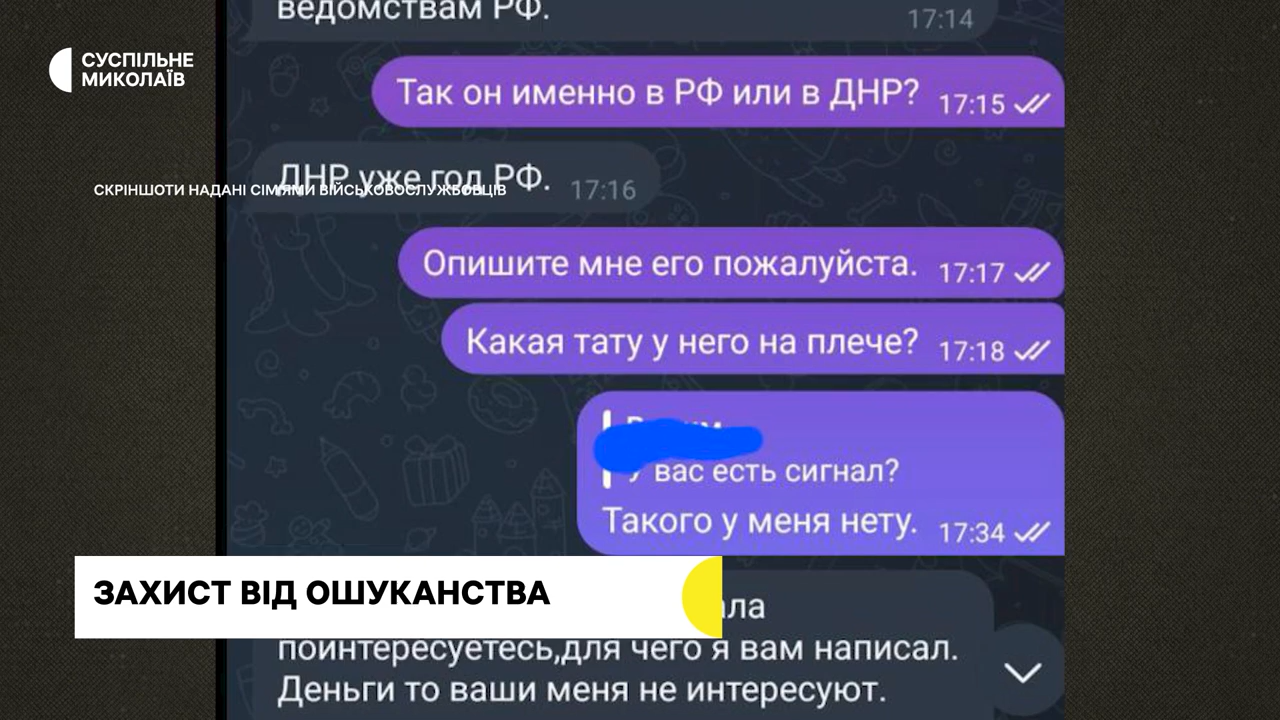 ведомствам РФ.
17:14
СУСПІЛЬНЕ
МИКОЛАЇВ
Так он именно в РФ или в ДНР? 17:15
ДНР уже год РФ. 17:16
СКРІНШОТИ НАДАНІ СІМ'ЯМИ ВІЙСЬКОВОСЛУЖБОВЦІВ
Опишите мне его пожалуйста. 17:17
Какая тату у него на плече? 17:18
У вас есть сигнал?
Такого у меня нету. 17:34
ЗАХИСТ ВІД ОШУКАНСТВА
поинтересуетесь,для чего я вам написал.
Деньги то ваши меня не интересуют.